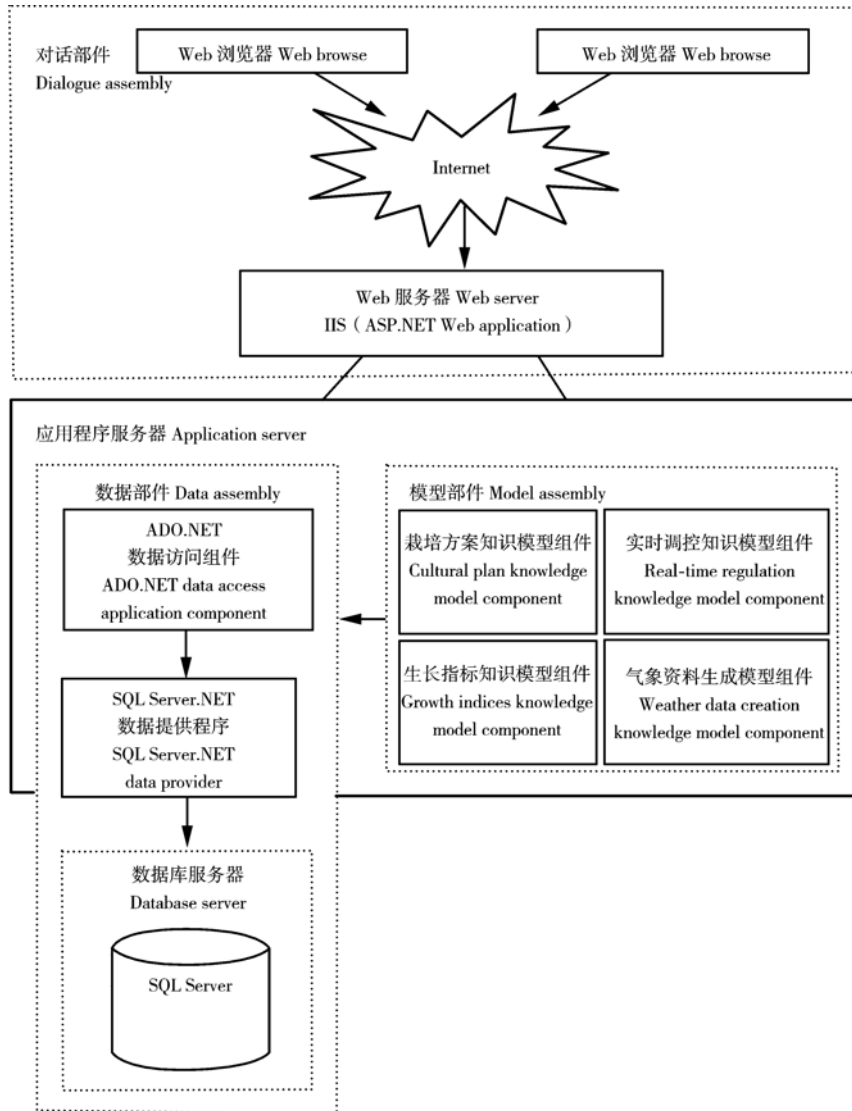 对话部件
Dialogue assembly
Web 浏览器 Web browse
Web 浏览器 Web browse
Internet
Web 服务器 Web server
IIS（ASP.NET Web application）
应用程序服务器 Application server
数据部件 Data assembly
ADO.NET
数据访问组件
ADO.NET data access
application component
SQL Server.NET
数据提供程序
SQL Server.NET
data provider
数据库服务器
Database server
SQL Server
模型部件 Model assembly
栽培方案知识模型组件
Cultural plan knowledge
model component
实时调控知识模型组件
Real-time regulation
knowledge model component
生长指标知识模型组件
Growth indices knowledge
model component
气象资料生成模型组件
Weather data creation
knowledge model component